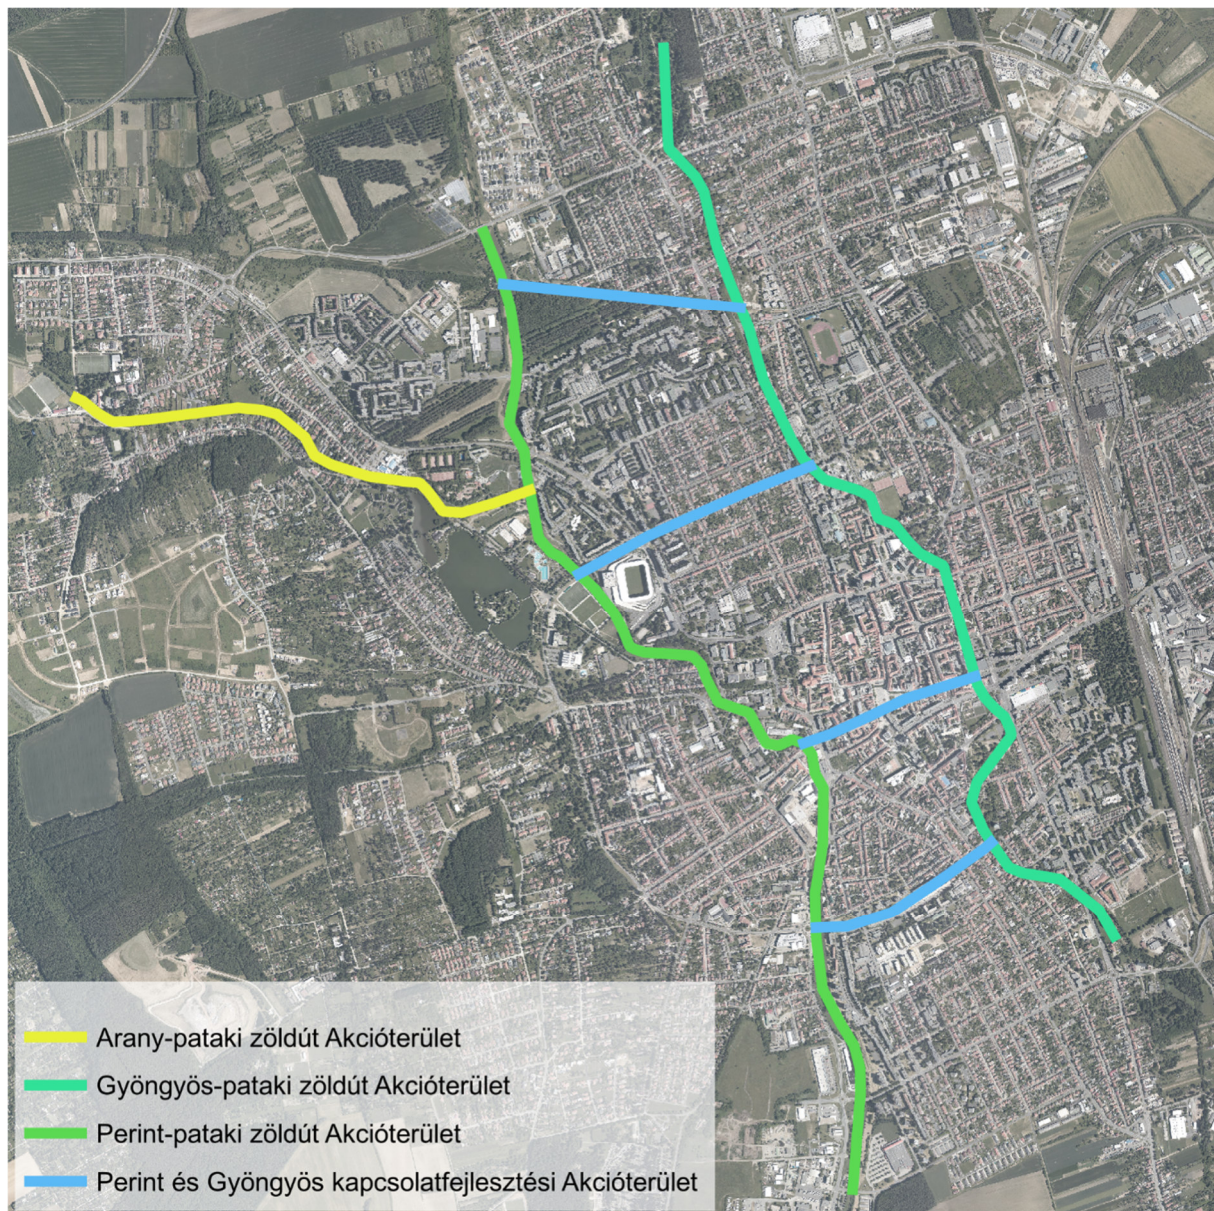 Arany-pataki zöldút Akcióterület
Gyöngyös-pataki zöldút Akcióterület
Perint-pataki zöldút Akcióterület
Perint és Gyöngyös kapcsolatfejlesztési Akcióterület